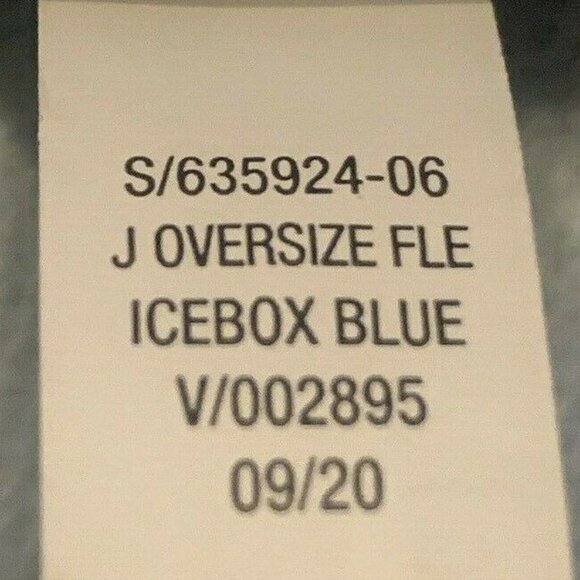 S/635924-06
J OVERSIZE FLE
ICEBOX BLUE
V/002895
09/20